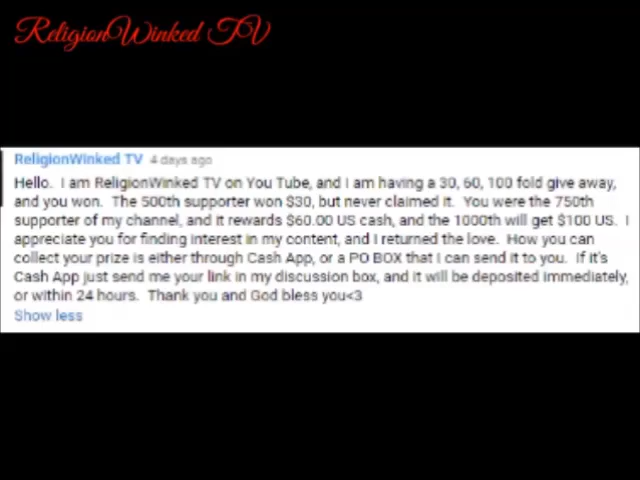 ReligionWinked TV
ReligionWinked TV 4 days ago
Hello. I am ReligionWinked TV on You Tube, and I am having a 30, 60, 100 fold give away,
and you won. The 500th supporter won $30, but never claimed it. You were the 750th
supporter of my channel, and it rewards $60.00 US cash, and the 1000th will get $100 US. I
appreciate you for finding interest in my content, and I returned the love. How you can
collect your prize is either through Cash App, or a PO BOX that I can send it to you. If it's
Cash App just send me your link in my discussion box, and it will be deposited immediately,
or within 24 hours. Thank you and God bless you<3
Show less